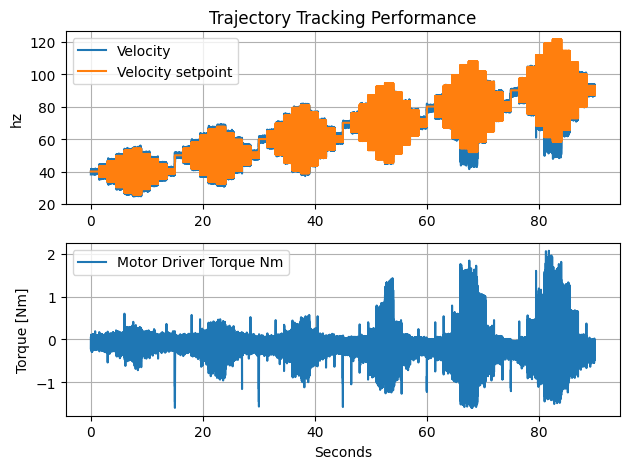 Trajectory Tracking Performance
Velocity
Velocity setpoint
hz
120
100
80
60
40
20
0 20 40 60 80
Motor Driver Torque Nm
Torque [Nm]
2
1
0
−1
0 20 40 60 80
Seconds